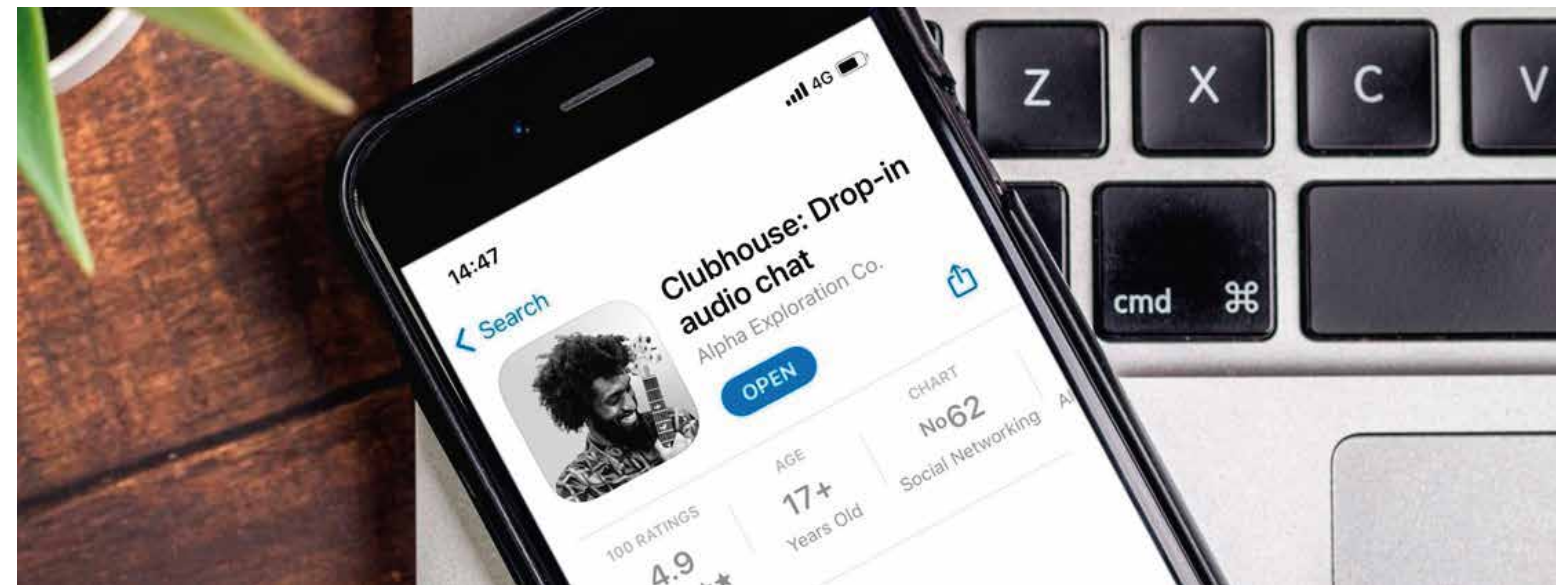 14:47
4G
Search
Clubhouse: Drop-in
audio chat
Alpha Exploration Co.
OPEN
100 RATINGS
4.9
AGE
17+
Years Old
CHART
No62
Social Networking
Z X C V
cmd ⌘